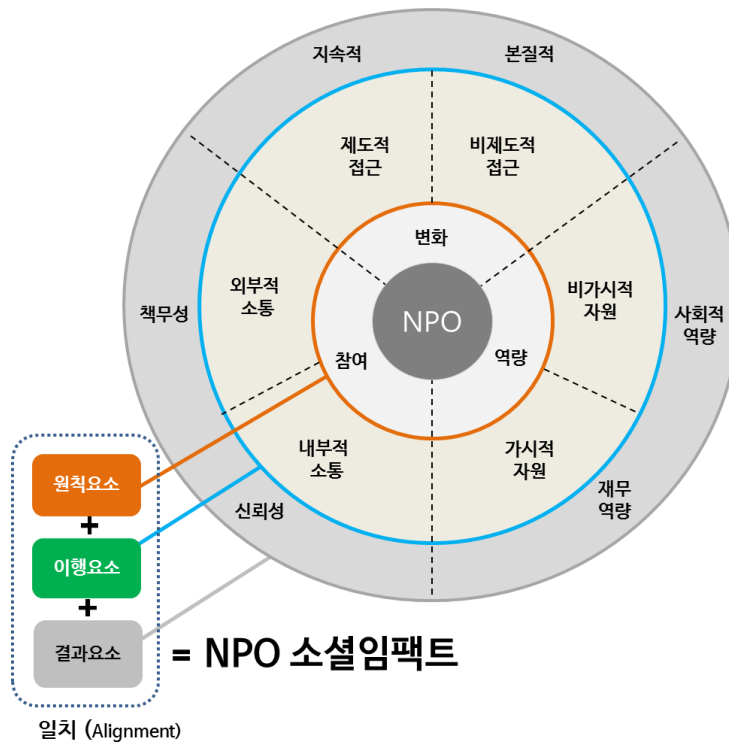 지속적
본질적
제도적
접근
비제도적
접근
변화
외부적
소통
NPO
비가시적
자원
책무성
사회적
역량
참여
역량
내부적
소통
가시적
자원
원칙요소
신뢰성
재무
역량
+
이행요소
+
결과요소
= NPO 소셜임팩트
일치 (Alignment)